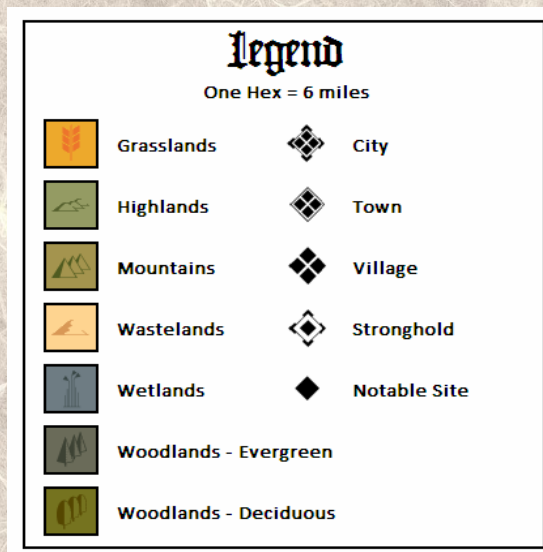 Legend
One Hex = 6 miles
Grasslands
City
Highlands
Town
Mountains
Village
Wastelands
Stronghold
Wetlands
Notable Site
Woodlands - Evergreen
Woodlands - Deciduous